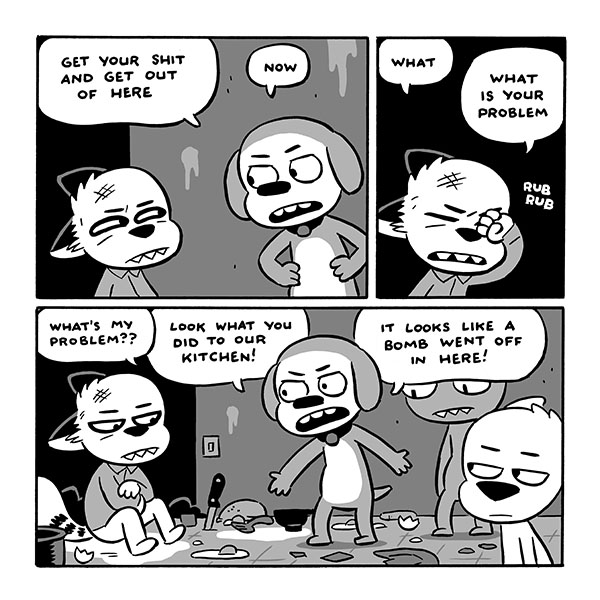 GET YOUR SHIT
AND GET OUT
OF HERE
NOW
WHAT
WHAT
IS YOUR
PROBLEM
RUB
RUB
WHAT'S MY
PROBLEM??
LOOK WHAT YOU
DID TO OUR
KITCHEN!
IT LOOKS LIKE A
BOMB WENT OFF
IN HERE!